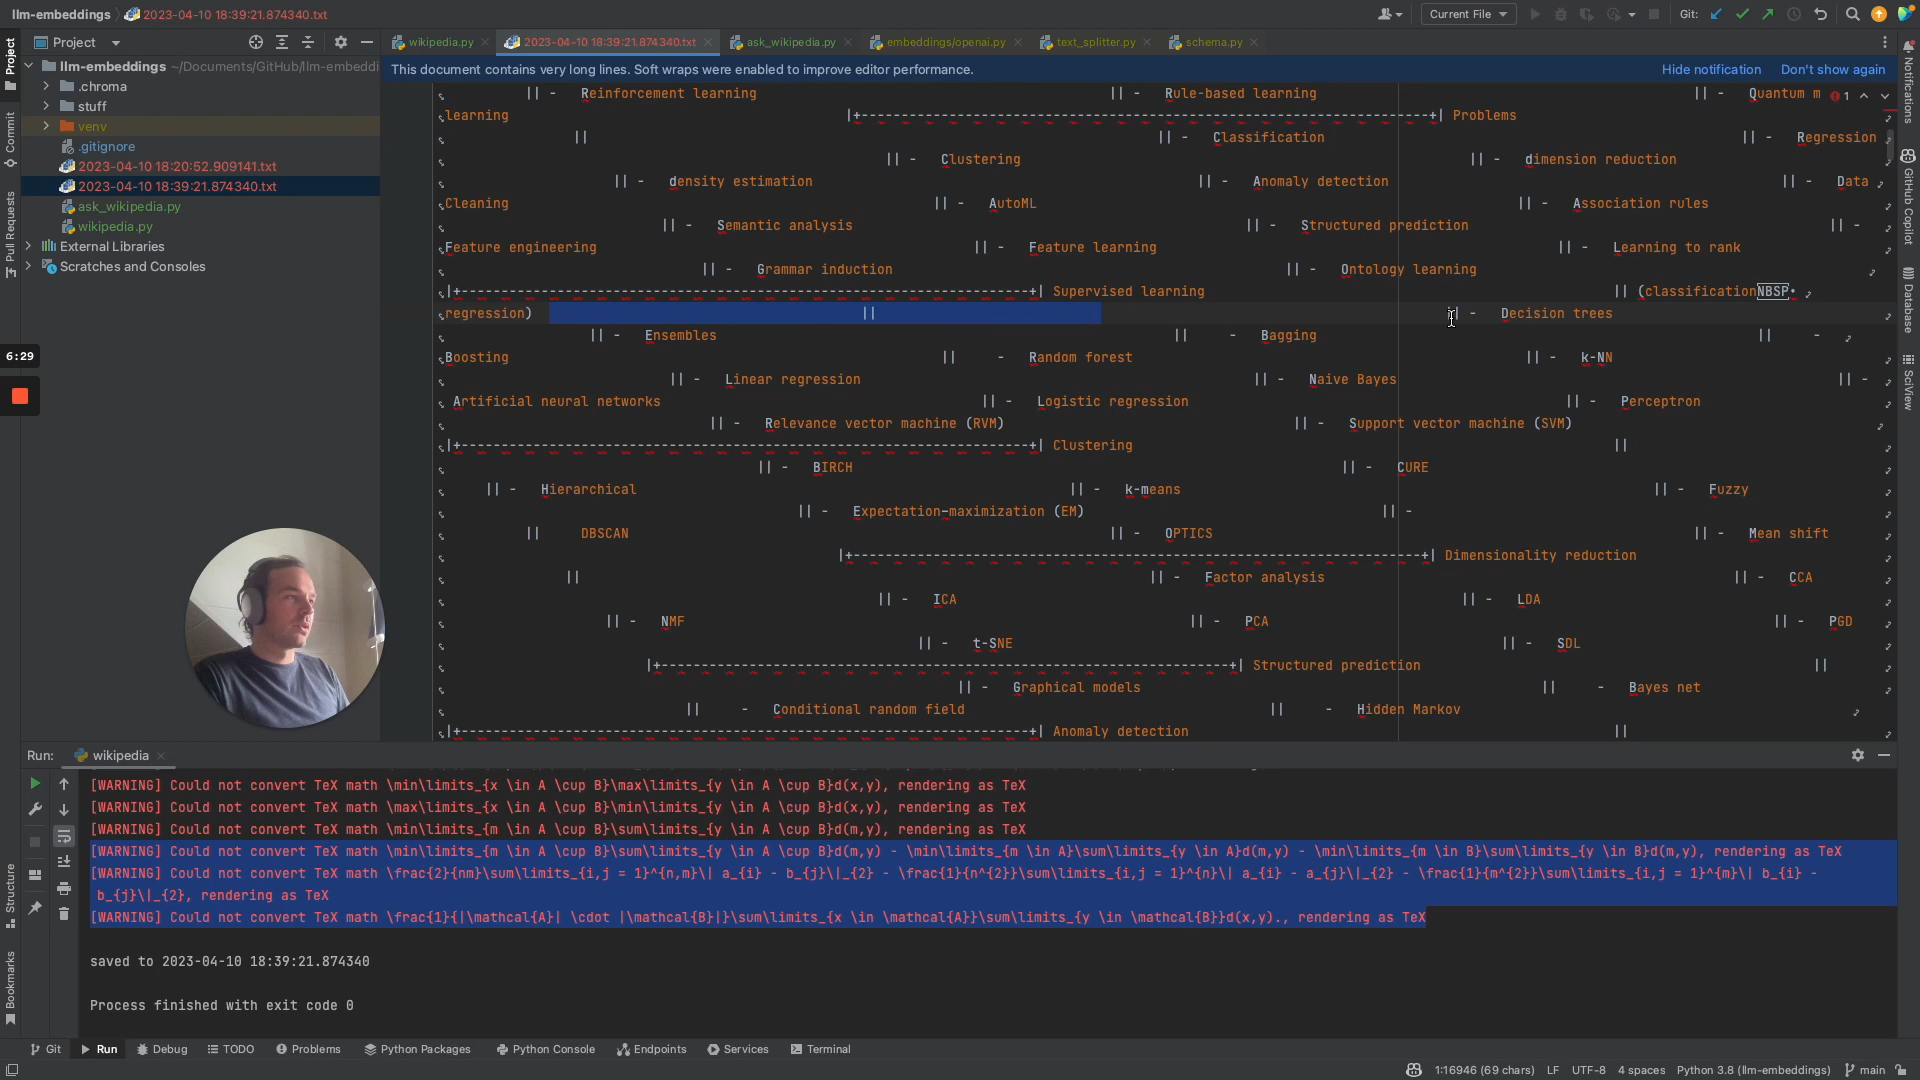 llm-embeddings > 2023-04-10 18:39:21.874340.txt
Current File
Git:
Project
wikipedia.py
2023-04-10 18:39:21.874340.txt
ask_wikipedia.py
embeddings/openai.py
text_splitter.py
schema.py
This document contains very long lines. Soft wraps were enabled to improve editor performance.
Hide notification
Don't show again
llm-embeddings ~/Documents/GitHub/llm-embeddi
.chroma
stuff
venv
.gitignore
2023-04-10 18:20:52.909141.txt
2023-04-10 18:39:21.874340.txt
ask_wikipedia.py
wikipedia.py
External Libraries
Scratches and Consoles
Project
Commit
Pull Requests
6:29
|| - Reinforcement learning || - Rule-based learning || - Quantum m 1
learning |+------------------------------------------------------------------------+| Problems
|| || - Classification || - Regression
|| - Clustering || - dimension reduction
|| - density estimation || - Anomaly detection || - Data
Cleaning || - AutoML || - Association rules
|| - Semantic analysis || - Structured prediction || -
Feature engineering || - Feature learning || - Learning to rank
|| - Grammar induction || - Ontology learning
|+------------------------------------------------------------------------+| Supervised learning || (classificationNBSP•
regression) || || - Decision trees
|| - Ensembles || - Bagging || -
Boosting || - Random forest || - k-NN
|| - Linear regression || - Naive Bayes || -
Artificial neural networks || - Logistic regression || - Perceptron
|| - Relevance vector machine (RVM) || - Support vector machine (SVM)
|+------------------------------------------------------------------------+| Clustering ||
|| - BIRCH || - CURE
|| - Hierarchical || - k-means || - Fuzzy
|| - Expectation–maximization (EM) || -
|| DBSCAN || - OPTICS || - Mean shift
|+------------------------------------------------------------------------+| Dimensionality reduction
|| || - Factor analysis || - CCA
|| - ICA || - LDA
|| - NMF || - PCA || - PGD
|| - t-SNE || - SDL
|+------------------------------------------------------------------------+| Structured prediction ||
|| - Graphical models || - Bayes net
|| - Conditional random field || - Hidden Markov
|+------------------------------------------------------------------------+| Anomaly detection ||
Notifications
GitHub Copilot
Database
SciView
Run: wikipedia
[WARNING] Could not convert TeX math \min\limits_{x \in A \cup B}\max\limits_{y \in A \cup B}d(x,y), rendering as TeX
[WARNING] Could not convert TeX math \max\limits_{x \in A \cup B}\min\limits_{y \in A \cup B}d(x,y), rendering as TeX
[WARNING] Could not convert TeX math \min\limits_{m \in A \cup B}\sum\limits_{y \in A \cup B}d(m,y), rendering as TeX
[WARNING] Could not convert TeX math \min\limits_{m \in A \cup B}\sum\limits_{y \in A \cup B}d(m,y) - \min\limits_{m \in A}\sum\limits_{y \in A}d(m,y) - \min\limits_{m \in B}\sum\limits_{y \in B}d(m,y), rendering as TeX
[WARNING] Could not convert TeX math \frac{2}{nm}\sum\limits_{i,j = 1}^{n,m}\| a_{i} - b_{j}\|_{2} - \frac{1}{n^{2}}\sum\limits_{i,j = 1}^{n}\| a_{i} - a_{j}\|_{2} - \frac{1}{m^{2}}\sum\limits_{i,j = 1}^{m}\| b_{i} -
b_{j}\|_{2}, rendering as TeX
[WARNING] Could not convert TeX math \frac{1}{|\mathcal{A}| \cdot |\mathcal{B}|}\sum\limits_{x \in \mathcal{A}}\sum\limits_{y \in \mathcal{B}}d(x,y)., rendering as TeX
saved to 2023-04-10 18:39:21.874340
Process finished with exit code 0
Structure
Bookmarks
Git
Run
Debug
TODO
Problems
Python Packages
Python Console
Endpoints
Services
Terminal
1:16946 (69 chars)
LF
UTF-8
4 spaces
Python 3.8 (llm-embeddings)
main